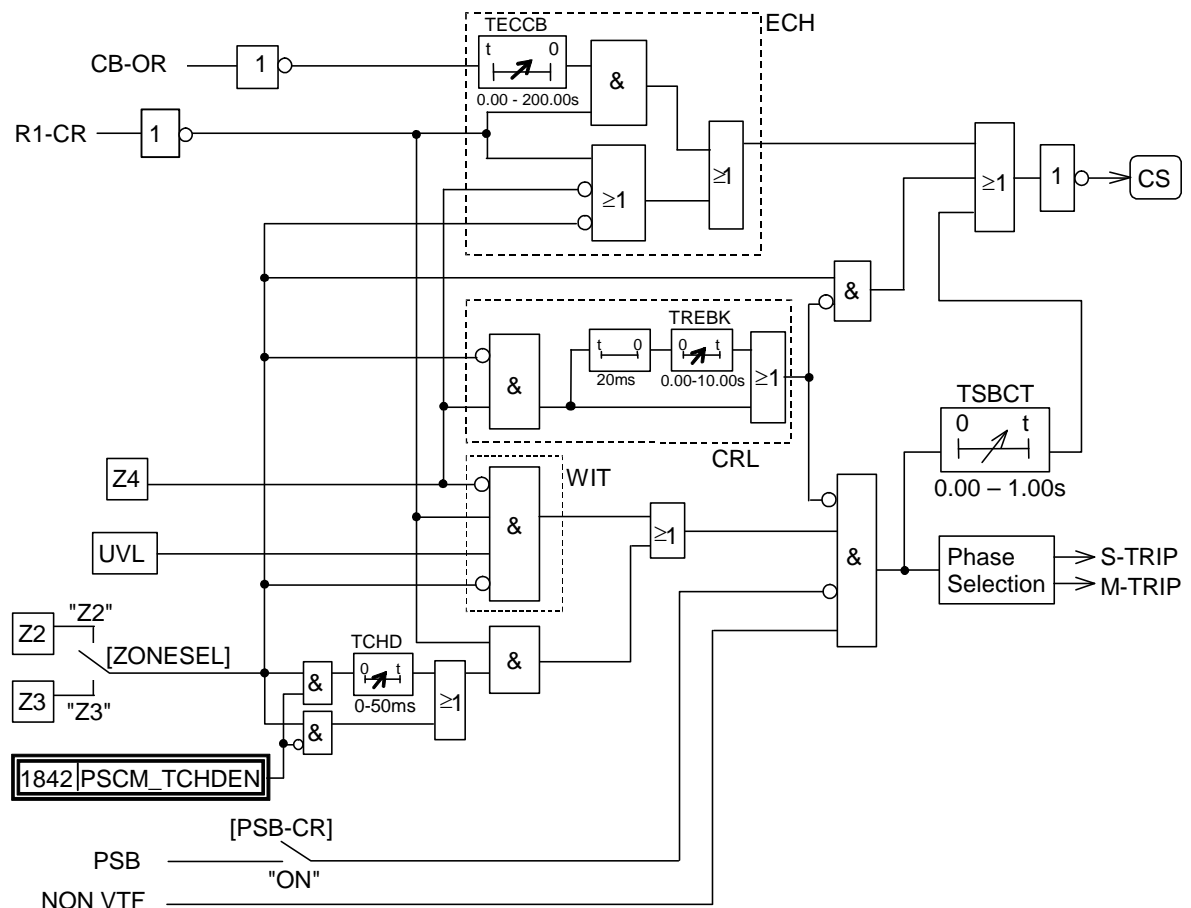 TECCB
ECH
CB-OR
1
t 0
&
0.00 - 200.00s
R1-CR
1
≥1
≥1
≥1
1
CS
&
TREBK
t 0
0 t
20ms
0.00-10.00s
&
≥1
CRL
TSBCT
0 t
0.00 – 1.00s
Z4
WIT
&
≥1
UVL
&
Phase
Selection
S-TRIP
M-TRIP
"Z2"
Z2
[ZONESEL]
TCHD
0 t
0-50ms
&
&
≥1
Z3
"Z3"
&
1842 PSCM_TCHDEN
[PSB-CR]
PSB
"ON"
NON VTF